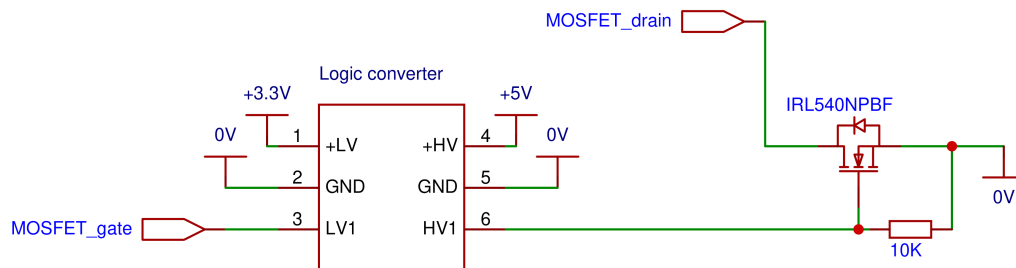 MOSFET_drain
Logic converter
IRL540NPBF
+3.3V
+5V
0V
1
4
0V
+LV
+HV
2
5
GND
GND
0V
MOSFET_gate
3
LV1
HV1
6
10K